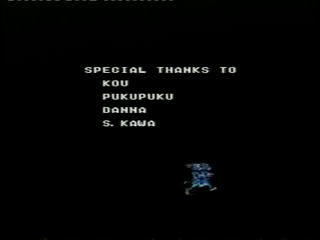 SPECIAL THANKS TO
KOU
PUKUPUKU
DANNA
S. KAWA